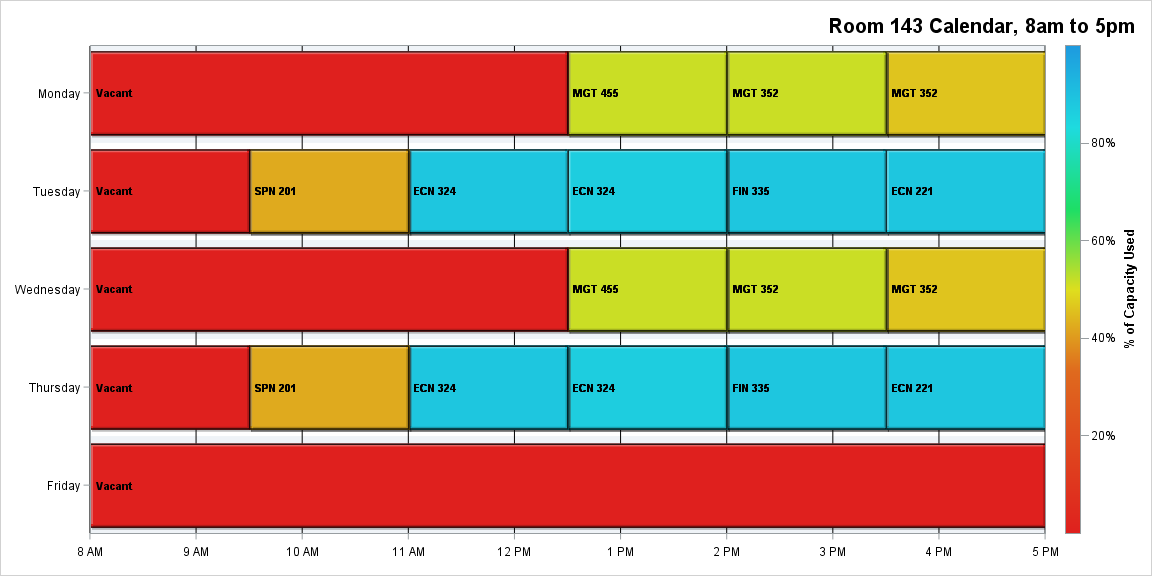 Room 143 Calendar, 8am to 5pm
Monday
Vacant
MGT 455
MGT 352
MGT 352
Tuesday
Vacant
SPN 201
ECN 324
ECN 324
FIN 335
ECN 221
Wednesday
Vacant
MGT 455
MGT 352
MGT 352
Thursday
Vacant
SPN 201
ECN 324
ECN 324
FIN 335
ECN 221
Friday
Vacant
8 AM
9 AM
10 AM
11 AM
12 PM
1 PM
2 PM
3 PM
4 PM
5 PM
80%
60%
40%
20%
% of Capacity Used